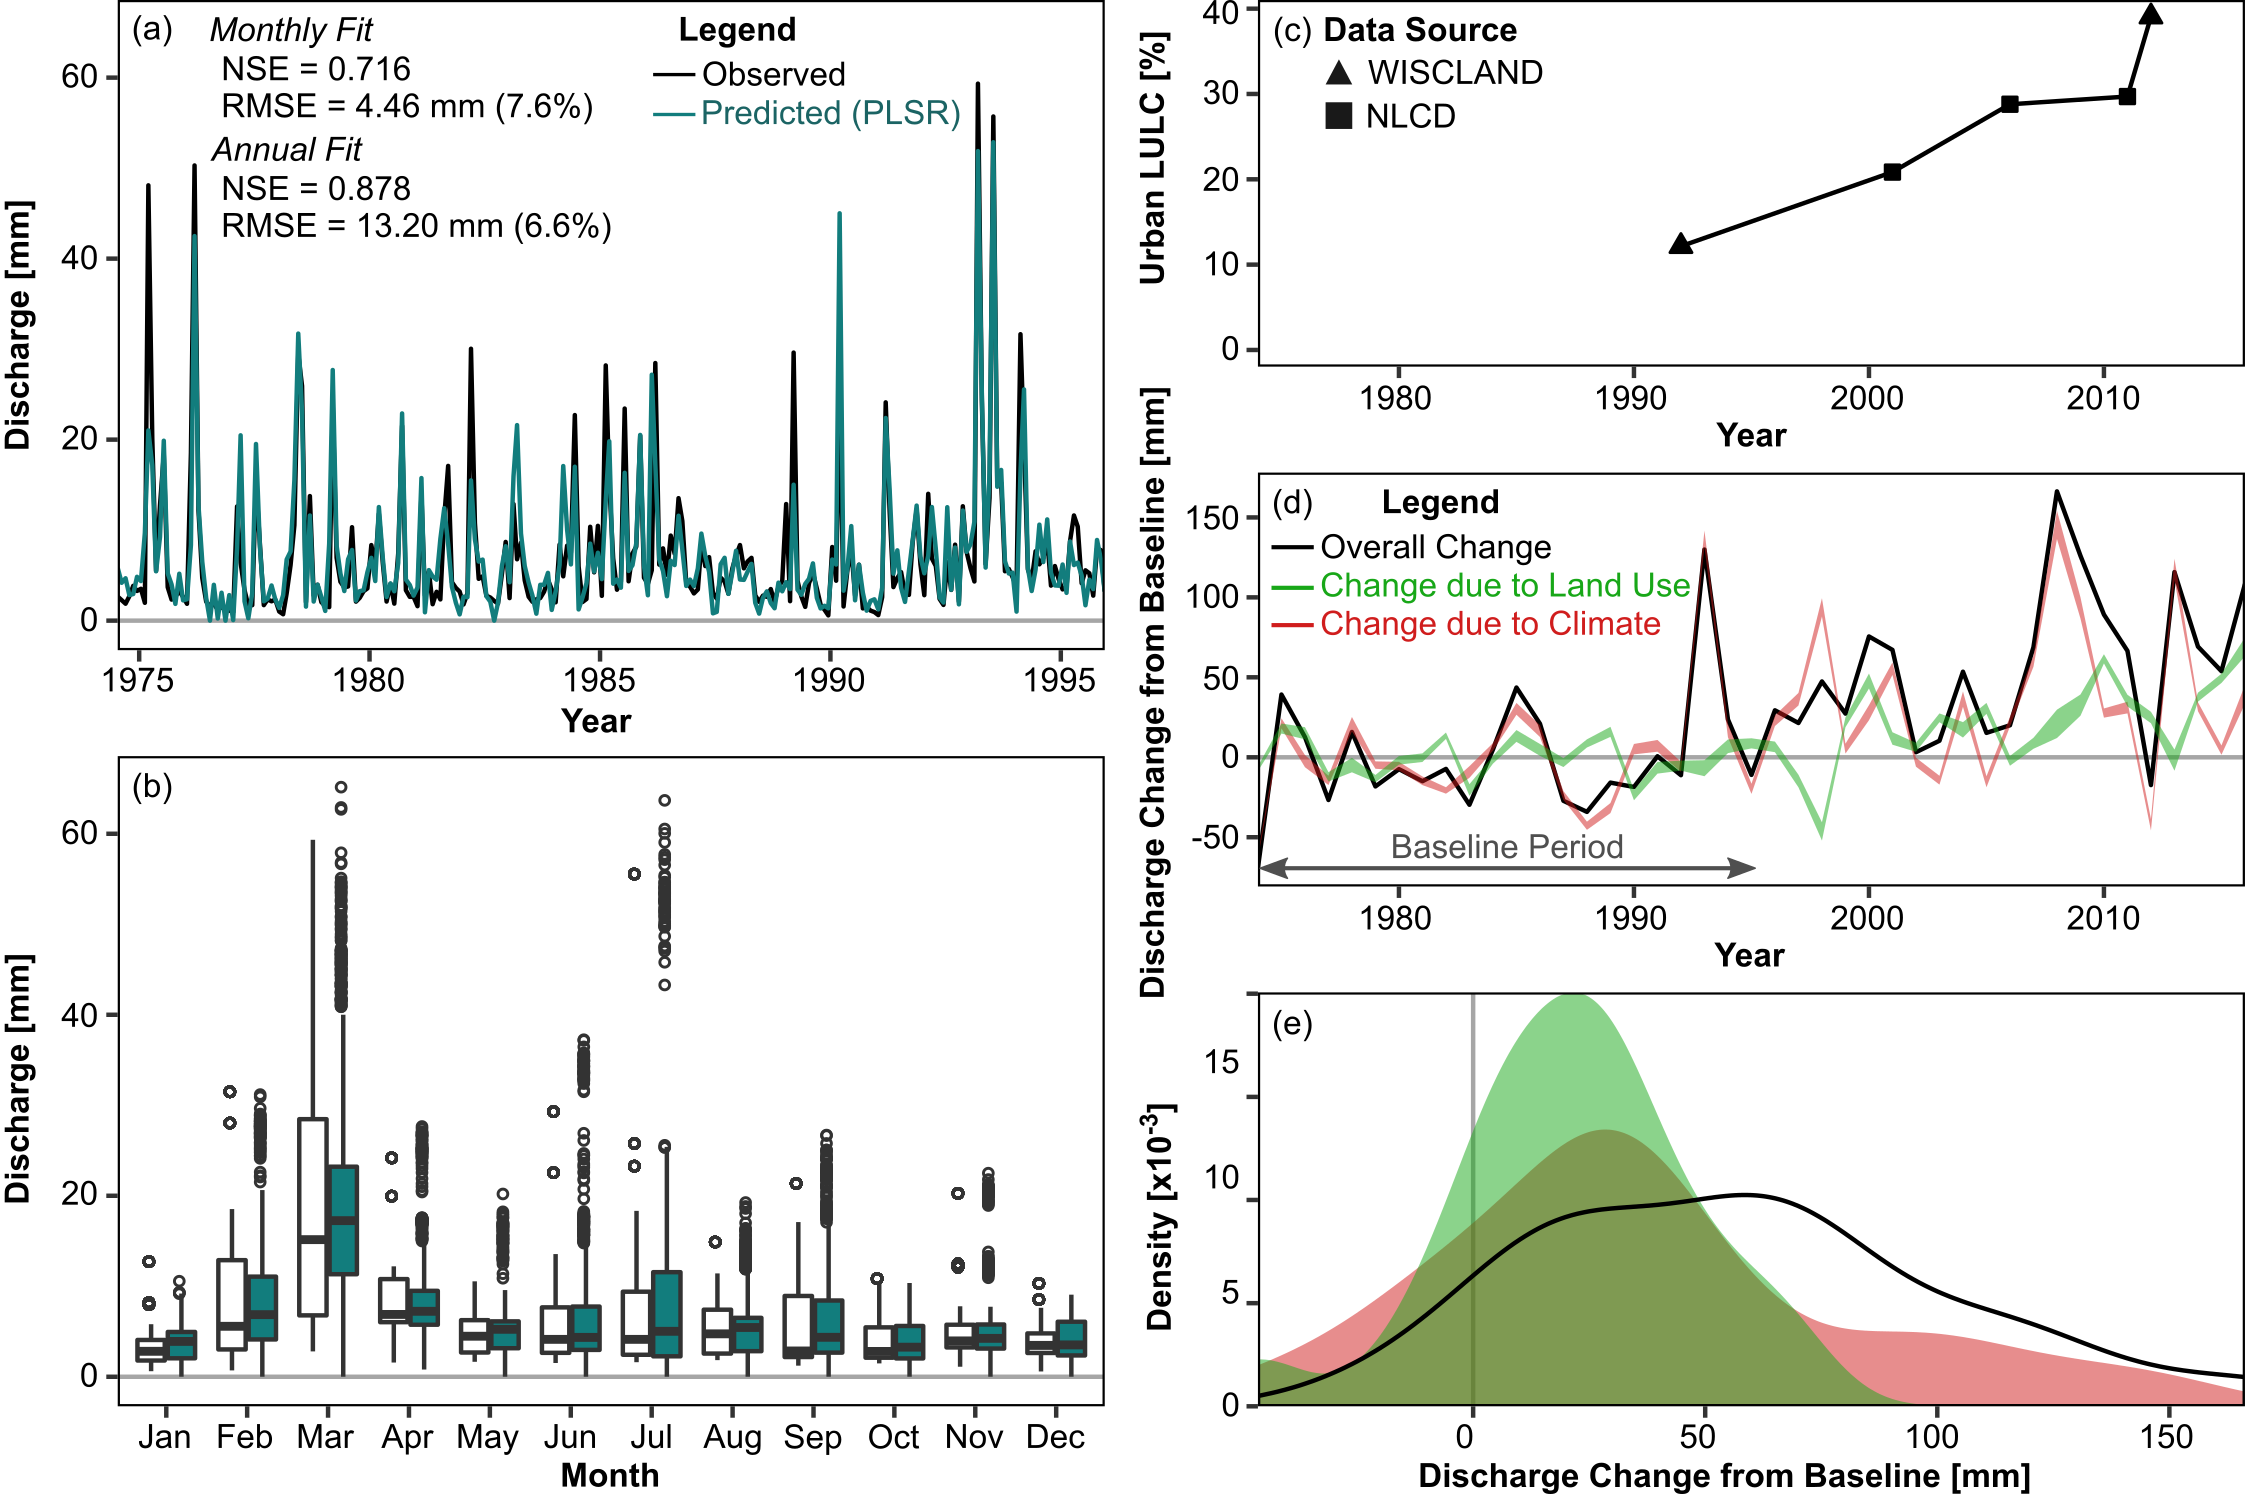 (a)
Monthly Fit
NSE = 0.716
RMSE = 4.46 mm (7.6%)
Annual Fit
NSE = 0.878
RMSE = 13.20 mm (6.6%)
Legend
Observed
Predicted (PLSR)
Discharge [mm]
60
40
20
0
1975
1980
1985
1990
1995
Year
(b)
Discharge [mm]
60
40
20
0
Jan
Feb
Mar
Apr
May
Jun
Jul
Aug
Sep
Oct
Nov
Dec
Month
(c) Data Source
WISCLAND
NLCD
Urban LULC [%]
40
30
20
10
0
1980
1990
2000
2010
Year
(d)
Legend
Overall Change
Change due to Land Use
Change due to Climate
Baseline Period
Discharge Change from Baseline [mm]
150
100
50
0
-50
1980
1990
2000
2010
Year
(e)
Density [x10-3]
15
10
5
0
0
50
100
150
Discharge Change from Baseline [mm]